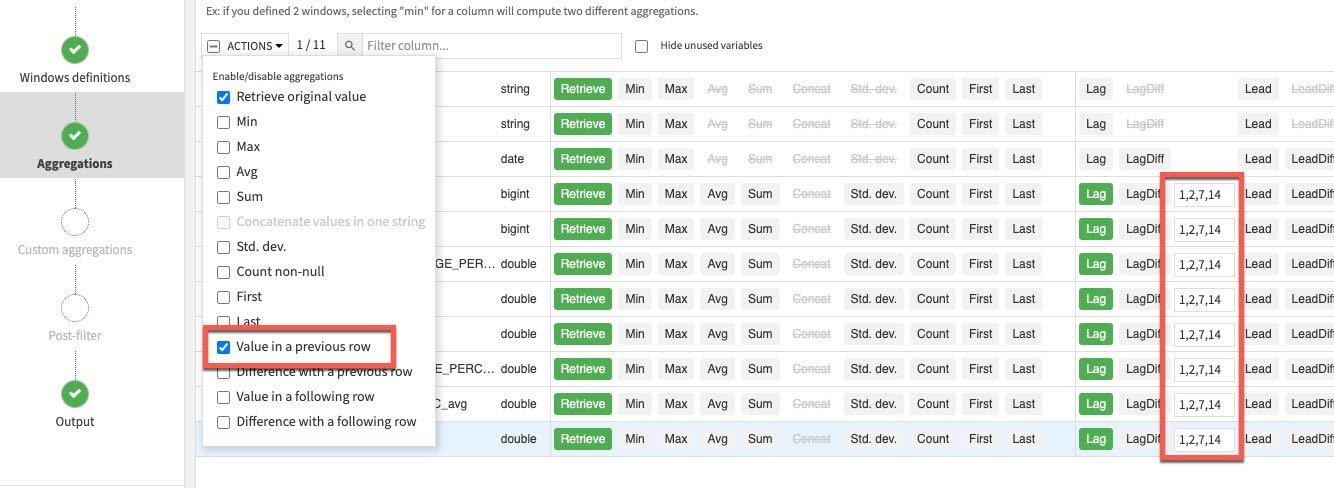 Ex: if you defined 2 windows, selecting "min" for a column will compute two different aggregations.
ACTIONS 1 / 11 Filter column... Hide unused variables
Windows definitions
Aggregations
Custom aggregations
Post-filter
Output
Enable/disable aggregations
Retrieve original value
Min
Max
Avg
Sum
Concatenate values in one string
Std. dev.
Count non-null
First
Last
Value in a previous row
Difference with a previous row
Value in a following row
Difference with a following row
string Retrieve Min Max Avg Sum Concat Std. dev. Count First Last Lag LagDiff Lead LeadDiff
string Retrieve Min Max Avg Sum Concat Std. dev. Count First Last Lag LagDiff Lead LeadDiff
date Retrieve Min Max Avg Sum Concat Std. dev. Count First Last Lag LagDiff Lead LeadDiff
bigint Retrieve Min Max Avg Sum Concat Std. dev. Count First Last Lag LagDif 1,2,7,14 Lead LeadDiff
bigint Retrieve Min Max Avg Sum Concat Std. dev. Count First Last Lag LagDif 1,2,7,14 Lead LeadDiff
GE_PER... double Retrieve Min Max Avg Sum Concat Std. dev. Count First Last Lag LagDif 1,2,7,14 Lead LeadDiff
double Retrieve Min Max Avg Sum Concat Std. dev. Count First Last Lag LagDif 1,2,7,14 Lead LeadDiff
double Retrieve Min Max Avg Sum Concat Std. dev. Count First Last Lag LagDif 1,2,7,14 Lead LeadDiff
E_PERC... double Retrieve Min Max Avg Sum Concat Std. dev. Count First Last Lag LagDif 1,2,7,14 Lead LeadDiff
C_avg double Retrieve Min Max Avg Sum Concat Std. dev. Count First Last Lag LagDif 1,2,7,14 Lead LeadDiff
double Retrieve Min Max Avg Sum Concat Std. dev. Count First Last Lag LagDif 1,2,7,14 Lead LeadDiff